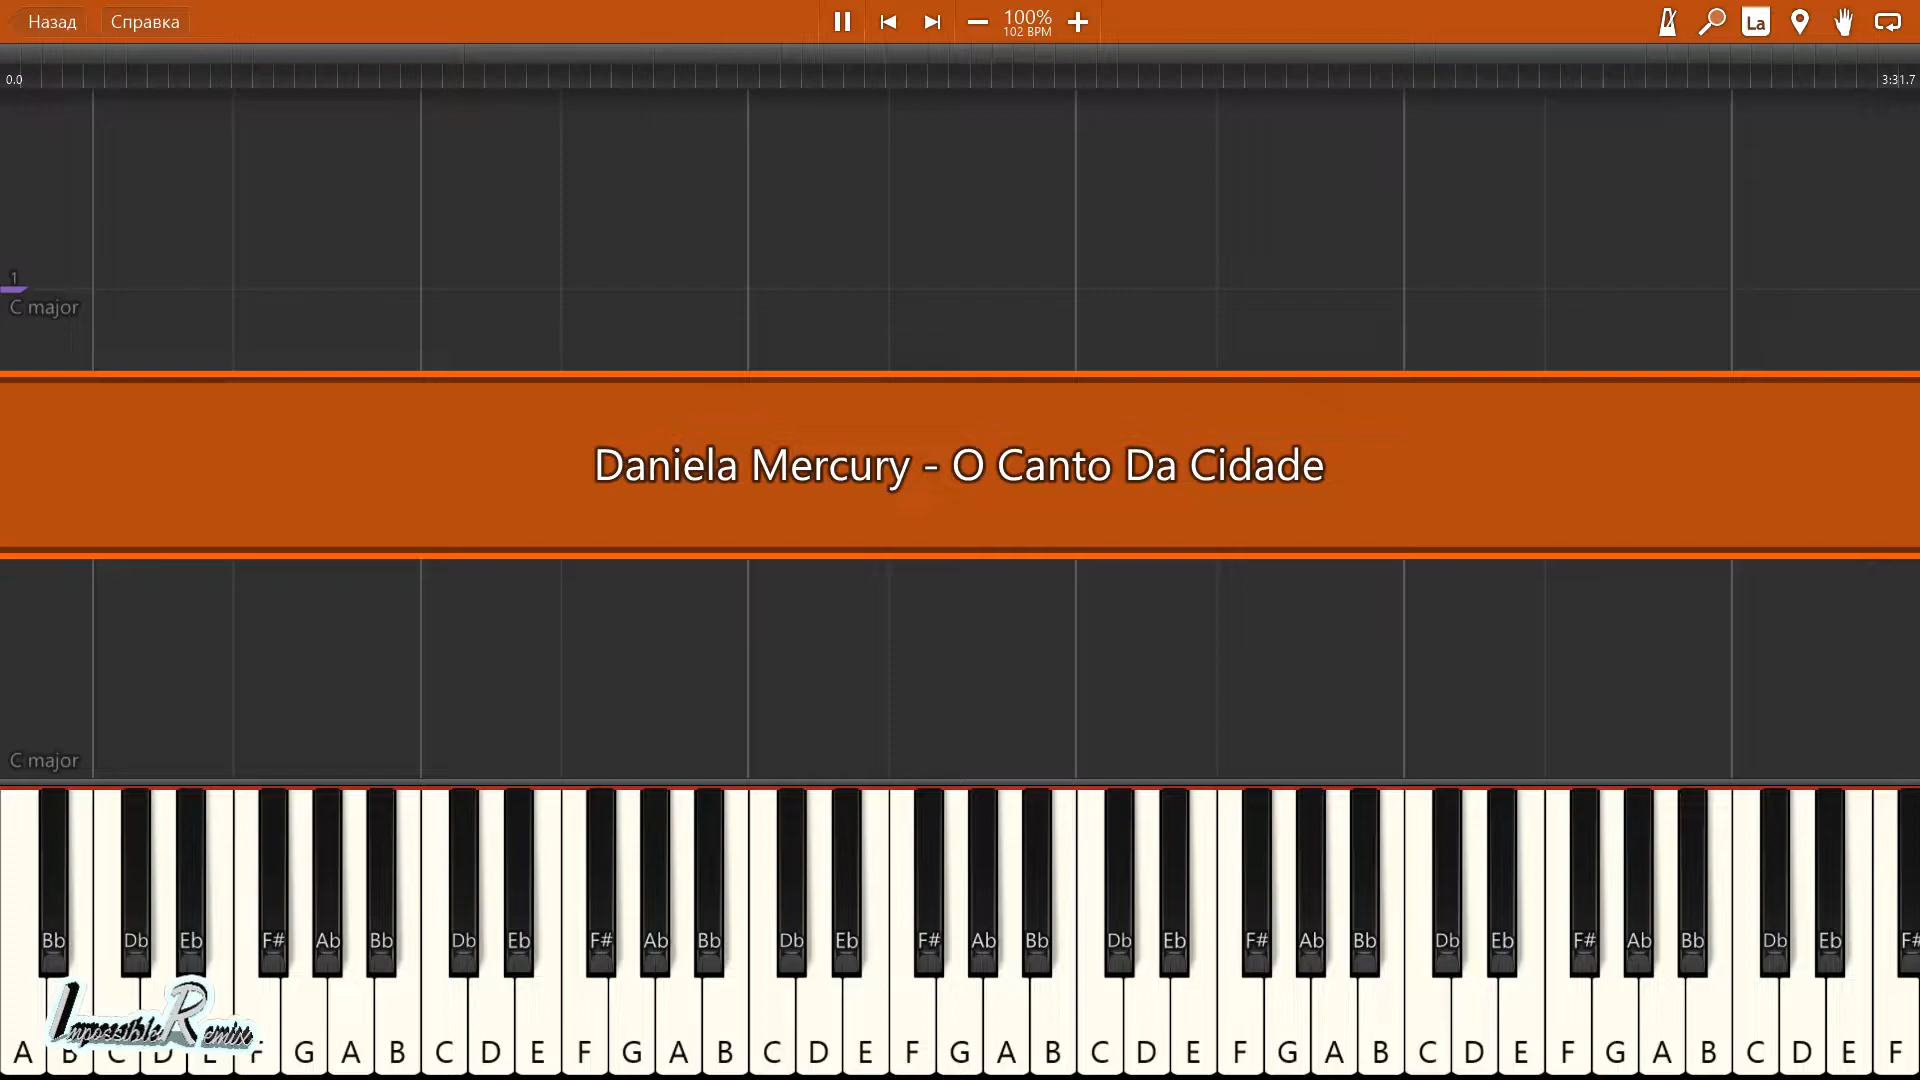 Назад Справка
100%
102 BPM
La
0.0 3:31.7
1
C major
Daniela Mercury - O Canto Da Cidade
C major
Bb Db Eb F# Ab Bb Db Eb F# Ab Bb Db Eb F# Ab Bb Db Eb F# Ab Bb Db Eb F# Ab Bb Db Eb F#
Impossible Remix
A B C D E F G A B C D E F G A B C D E F G A B C D E F G A B C D E F G A B C D E F